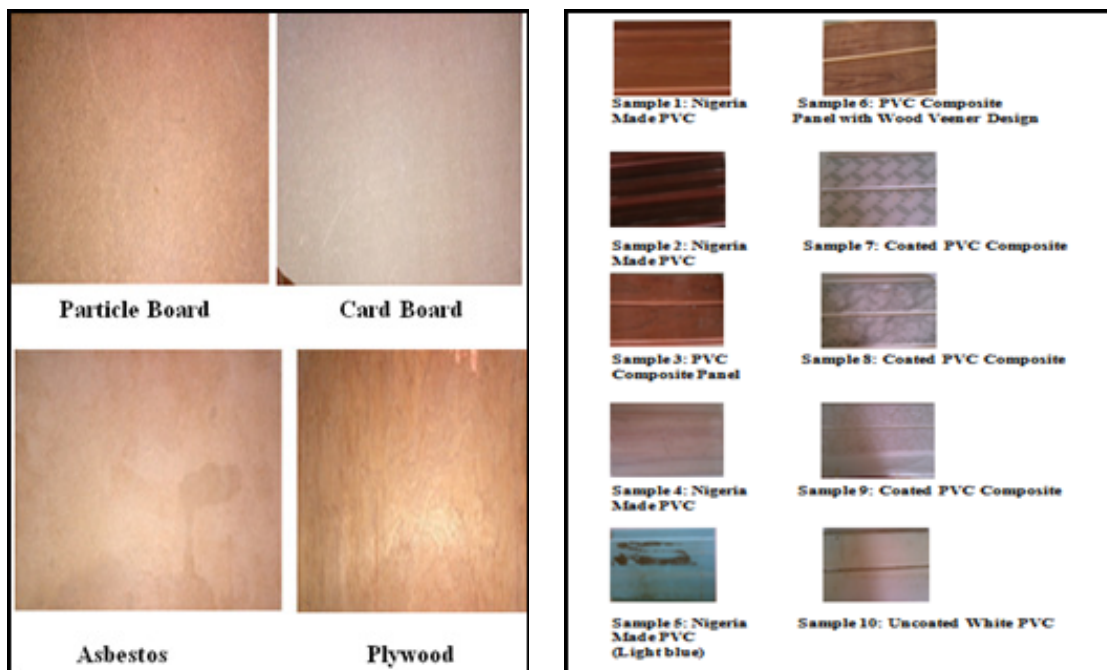 Particle Board
Card Board
Asbestos
Plywood
Sample 1: Nigeria
Made PVC
Sample 6: PVC Composite
Panel with Wood Veener Design
Sample 2: Nigeria
Made PVC
Sample 7: Coated PVC Composite
Sample 3: PVC
Composite Panel
Sample 8: Coated PVC Composite
Sample 4: Nigeria
Made PVC
Sample 9: Coated PVC Composite
Sample 5: Nigeria
Made PVC
(Light blue)
Sample 10: Uncoated White PVC